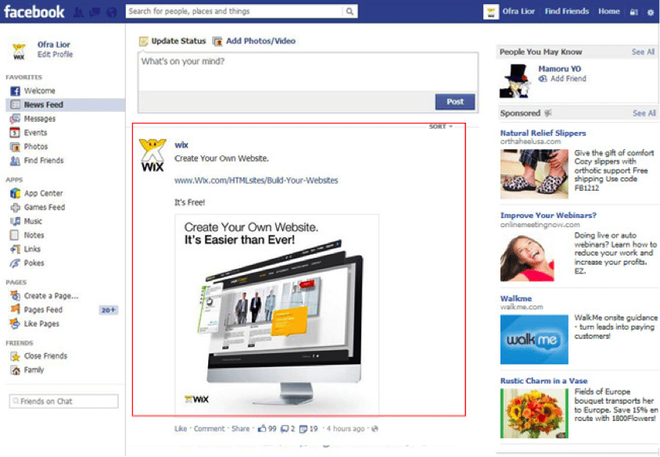 facebook
Search for people, places and things
Ofra Lior
Find Friends
Home
Ofra Lior
Edit Profile
FAVORITES
Welcome
News Feed
Messages
Events
Photos
Find Friends
APPS
App Center
Games Feed
Music
Notes
Links
Pokes
PAGES
Create a Page...
Pages Feed 20+
Like Pages
FRIENDS
Close Friends
Family
Friends on Chat
Update Status Add Photos/Video
What's on your mind?
Post
SORT
WiX
wix
Create Your Own Website.
www.Wix.com/HTMLsites/Build-Your-Websites
It's Free!
Create Your Own Website.
It's Easier than Ever!
WiX
Like · Comment · Share · 99 2 19 · 4 hours ago ·
People You May Know See All
Mamoru YO
Add Friend
Sponsored See All
Natural Relief Slippers
orthaheelusa.com
Give the gift of comfort
Cozy slippers with
orthotic support Free
shipping Use code
FB1212
Improve Your Webinars?
onlinemeetingnow.com
Doing live or auto
webinars? Learn how to
reduce your work and
increase your profits.
EZ.
Walkme
walkme.com
walk me
WalkMe onsite guidance
- turn leads into paying
customers!
Rustic Charm in a Vase
Fields of Europe
bouquet transports her
to Europe. Save 15% en
route with 1800Flowers!